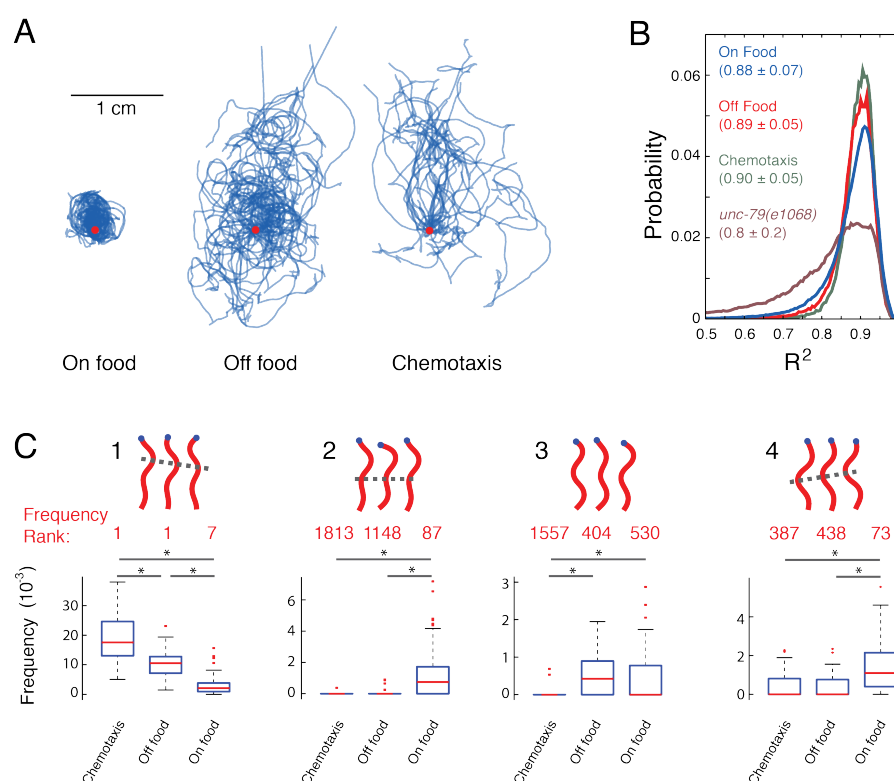 A
1 cm
On food
Off food
Chemotaxis
B
Probability
0.06
0.04
0.02
0
On Food
(0.88 ± 0.07)
Off Food
(0.89 ± 0.05)
Chemotaxis
(0.90 ± 0.05)
unc-79(e1068)
(0.8 ± 0.2)
0.5 0.6 0.7 0.8 0.9
R²
C
1 2 3 4
Frequency
Rank:
1 1 7
1813 1148 87
1557 404 530
387 438 73
Frequency (10⁻³)
* * *
30
20
10
0
Chemotaxis
Off food
On food
* *
6
4
2
0
Chemotaxis
Off food
On food
* *
3
2
1
0
Chemotaxis
Off food
On food
* *
4
2
0
Chemotaxis
Off food
On food